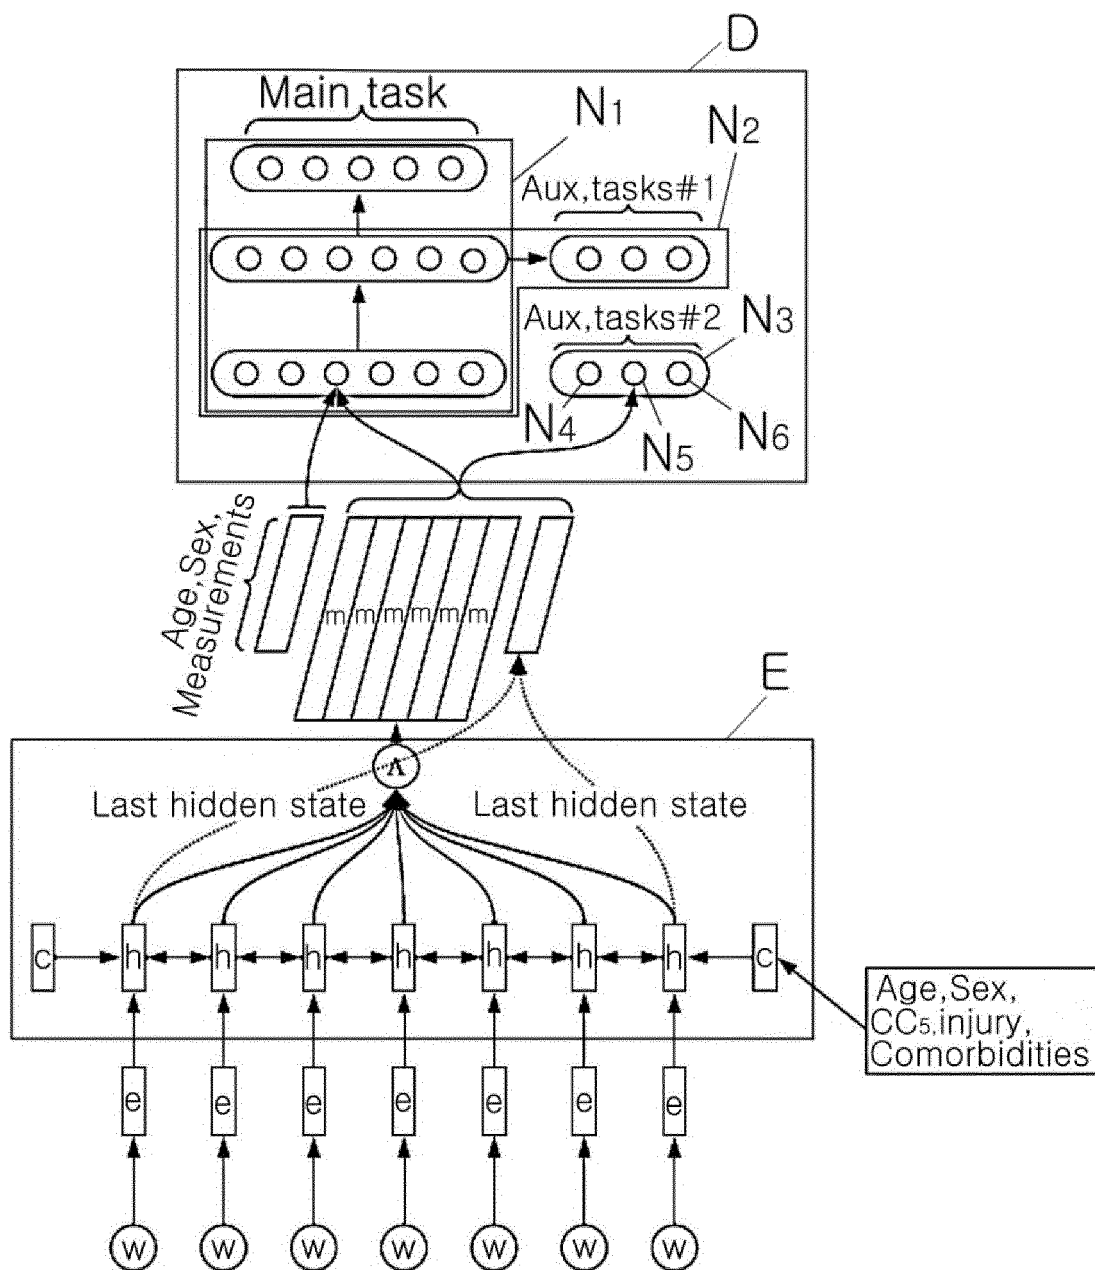 D
Main task
N1
N2
Aux,tasks#1
Aux,tasks#2
N3
N4
N5
N6
Age,Sex,
Measurements
m m m m m m
E
Λ
Last hidden state
Last hidden state
c h h h h h h h c
Age,Sex,
CC5,injury,
Comorbidities
e e e e e e e
w w w w w w w